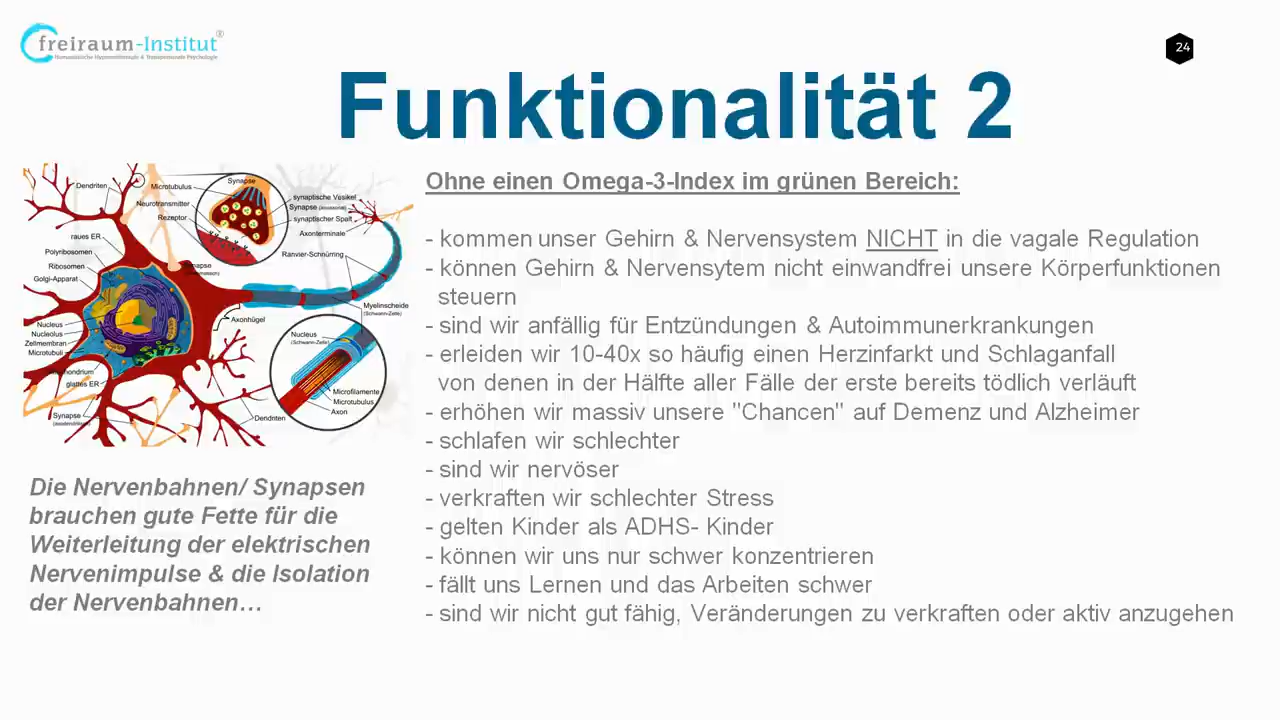 freiraum-Institut®
Humanistische Hypnosetherapie & Transpersonale Psychologie
24
Funktionalität 2
Dendriten
Microtubulus
Neurotransmitter
Rezeptor
Synapse
synaptische Vesikel
Synapse (axoaxonal)
synaptischer Spalt
Axonterminale
Ranvier-Schnürring
raues ER
Polyribosomen
Ribosomen
Golgi-Apparat
Synapse
Myelinscheide
(Schwann-Zelle)
Axonhügel
Nucleus
Nucleolus
Zellmembran
Microtubuli
glattes ER
Nucleus
(Schwann-Zelle)
Microfilamente
Microtubulus
Axon
Synapse
(axodendritisch)
Dendriten
Die Nervenbahnen/ Synapsen
brauchen gute Fette für die
Weiterleitung der elektrischen
Nervenimpulse & die Isolation
der Nervenbahnen…
Ohne einen Omega-3-Index im grünen Bereich:
- kommen unser Gehirn & Nervensystem NICHT in die vagale Regulation
- können Gehirn & Nervensytem nicht einwandfrei unsere Körperfunktionen
steuern
- sind wir anfällig für Entzündungen & Autoimmunerkrankungen
- erleiden wir 10-40x so häufig einen Herzinfarkt und Schlaganfall
von denen in der Hälfte aller Fälle der erste bereits tödlich verläuft
- erhöhen wir massiv unsere "Chancen" auf Demenz und Alzheimer
- schlafen wir schlechter
- sind wir nervöser
- verkraften wir schlechter Stress
- gelten Kinder als ADHS- Kinder
- können wir uns nur schwer konzentrieren
- fällt uns Lernen und das Arbeiten schwer
- sind wir nicht gut fähig, Veränderungen zu verkraften oder aktiv anzugehen